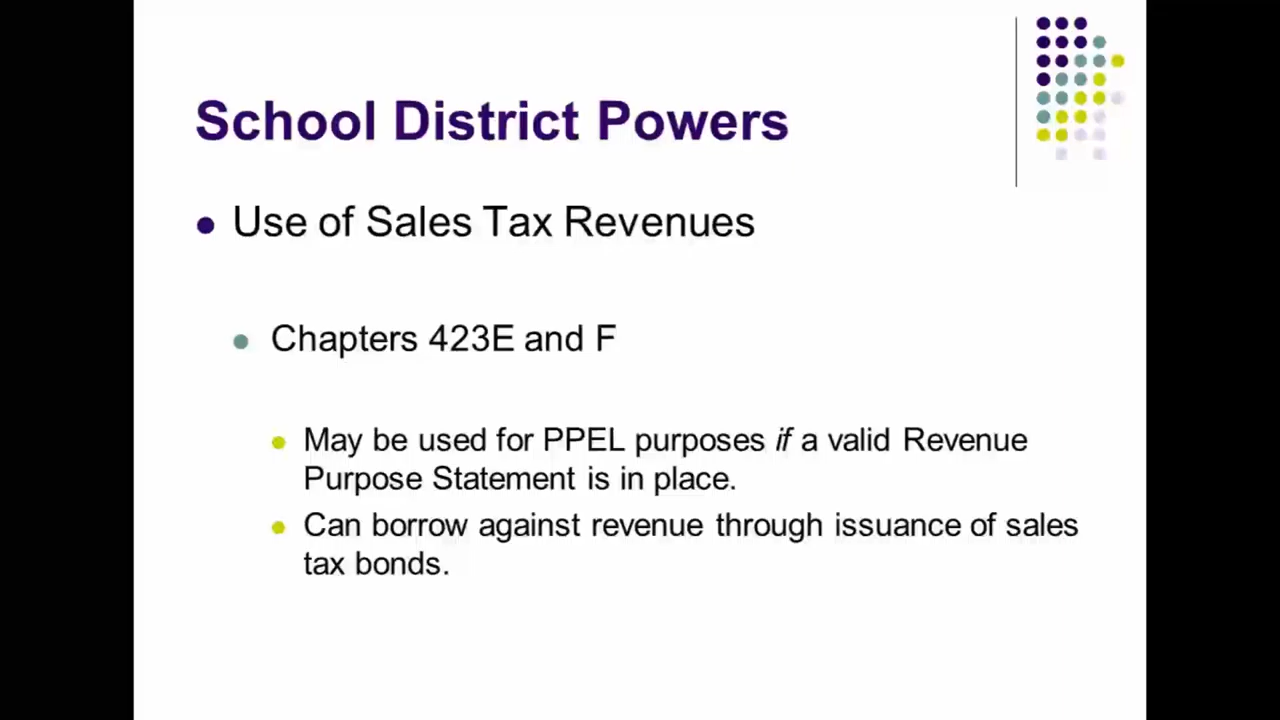 School District Powers
Use of Sales Tax Revenues
Chapters 423E and F
May be used for PPEL purposes if a valid Revenue
Purpose Statement is in place.
Can borrow against revenue through issuance of sales
tax bonds.